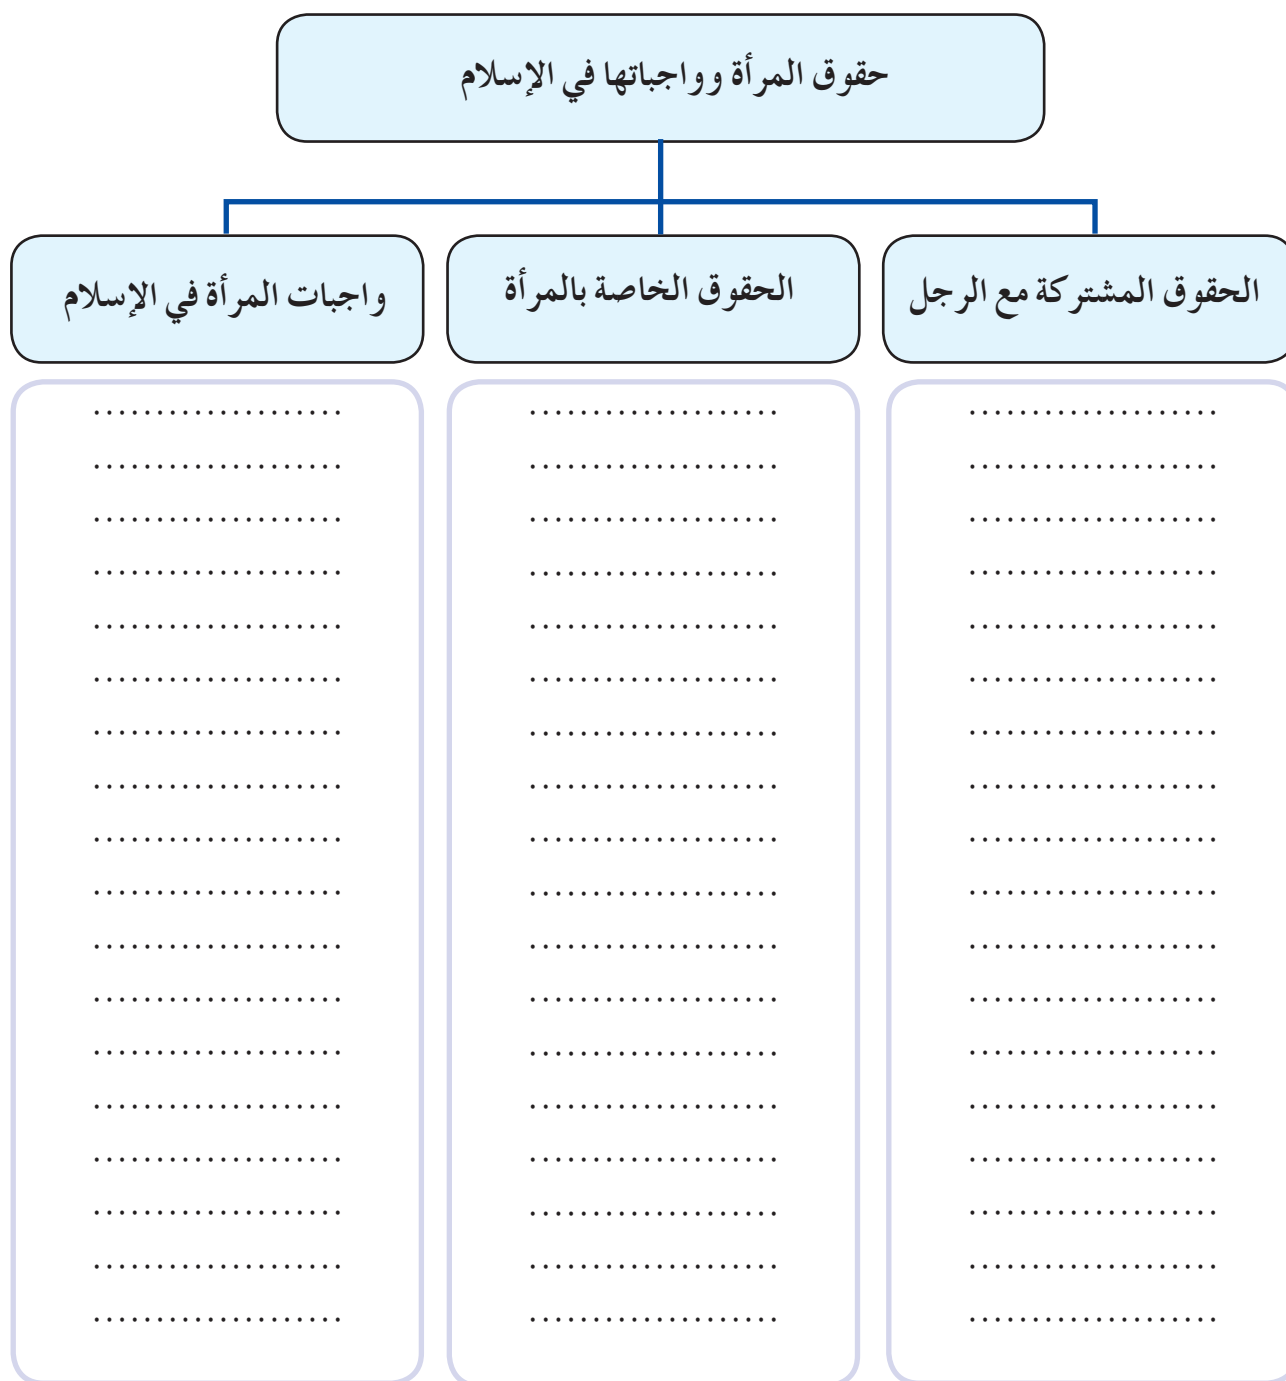 حقوق المرأة وواجباتها في الإسلام
الحقوق المشتركة مع الرجل
الحقوق الخاصة بالمرأة
واجبات المرأة في الإسلام